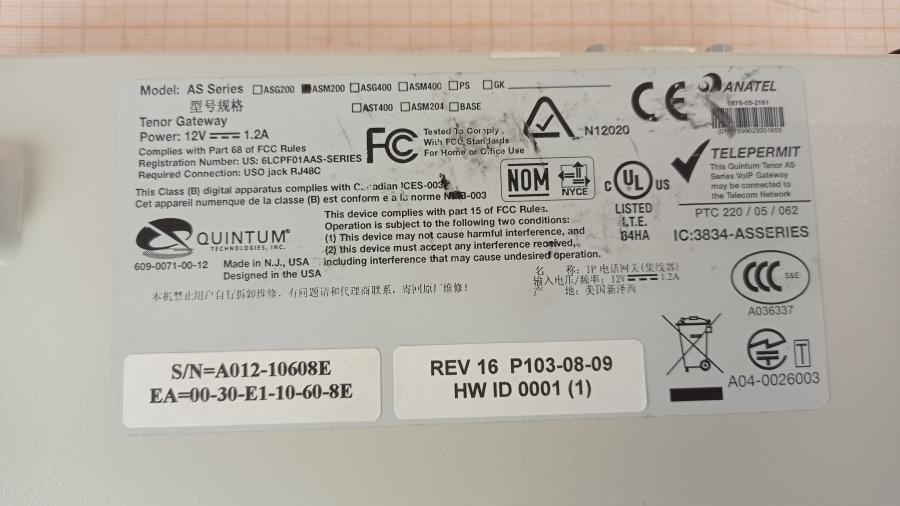 Model: AS Series ASG200 ASM200 ASG400 ASM400 PS GK
型号规格 AST400 ASM204 BASE
Tenor Gateway
Power: 12V 1.2A
Complies with Part 68 of FCC Rules
Registration Number: US: 6LCPF01AAS-SERIES
Required Connection: USO jack RJ48C
FC
Tested To Comply
With FCC Standards
For Home or Office Use
N12020
CE
ANATEL
TELEPERMIT
This Quintum Tenor AS
Series VoIP Gateway
may be connected to
the Telecom Network
PTC 220 / 05 / 062
This Class (B) digital apparatus complies with Canadian ICES-003
Cet appareil numenque de la classe (B) est conform e a la norme NMB-003
NOM
NYCE
C UL US
LISTED
I.T.E.
84HA
IC:3834-ASSERIES
QUINTUM
TECHNOLOGIES, INC.
609-0071-00-12
Made in N.J., USA
Designed in the USA
This device complies with part 15 of FCC Rules.
Operation is subject to the following two conditions:
(1) This device may not cause harmful interference, and
(2) this device must accept any interference received,
including interference that may cause undesired operation.
名 称: IP电话网关(集线器)
输入电压/频率: 12V 1.2A
产 地: 美国新泽西
本机禁止用户自行拆卸维修. 有问题请和代理商联系, 寄回原厂维修!
CCC S&E
A036337
S/N=A012-10608E
EA=00-30-E1-10-60-8E
REV 16 P103-08-09
HW ID 0001 (1)
T
A04-0026003